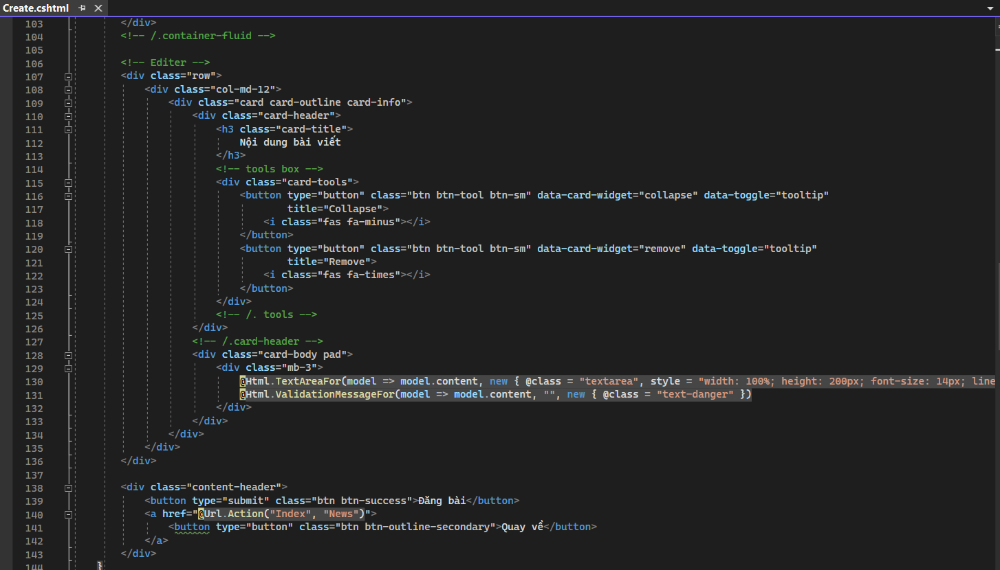 Create.cshtml
103 </div>
104 <!-- /.container-fluid -->
105
106 <!-- Editer -->
107 <div class="row">
108 <div class="col-md-12">
109 <div class="card card-outline card-info">
110 <div class="card-header">
111 <h3 class="card-title">
112 Nội dung bài viết
113 </h3>
114 <!-- tools box -->
115 <div class="card-tools">
116 <button type="button" class="btn btn-tool btn-sm" data-card-widget="collapse" data-toggle="tooltip"
117 title="Collapse">
118 <i class="fas fa-minus"></i>
119 </button>
120 <button type="button" class="btn btn-tool btn-sm" data-card-widget="remove" data-toggle="tooltip"
121 title="Remove">
122 <i class="fas fa-times"></i>
123 </button>
124 </div>
125 <!-- /. tools -->
126 </div>
127 <!-- /.card-header -->
128 <div class="card-body pad">
129 <div class="mb-3">
130 @Html.TextAreaFor(model => model.content, new { @class = "textarea", style = "width: 100%; height: 200px; font-size: 14px; line
131 @Html.ValidationMessageFor(model => model.content, "", new { @class = "text-danger" })
132 </div>
133 </div>
134 </div>
135 </div>
136 </div>
137
138 <div class="content-header">
139 <button type="submit" class="btn btn-success">Đăng bài</button>
140 <a href="@Url.Action("Index", "News")">
141 <button type="button" class="btn btn-outline-secondary">Quay về</button>
142 </a>
143 </div>
144 }